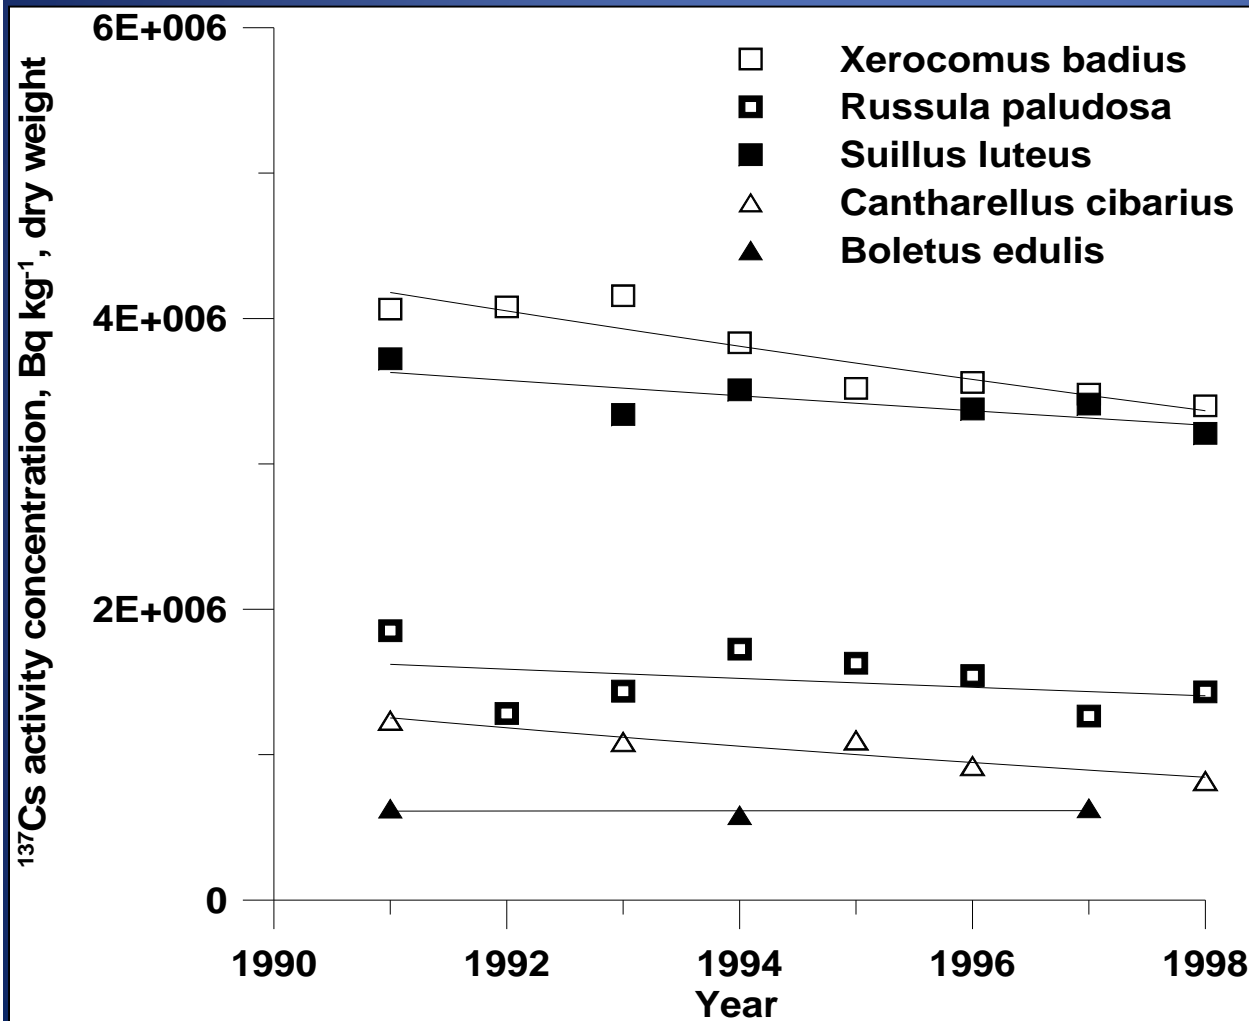 6E+006
4E+006
2E+006
0
¹³⁷Cs activity concentration, Bq kg⁻¹, dry weight
Xerocomus badius
Russula paludosa
Suillus luteus
Cantharellus cibarius
Boletus edulis
1990 1992 1994 1996 1998
Year